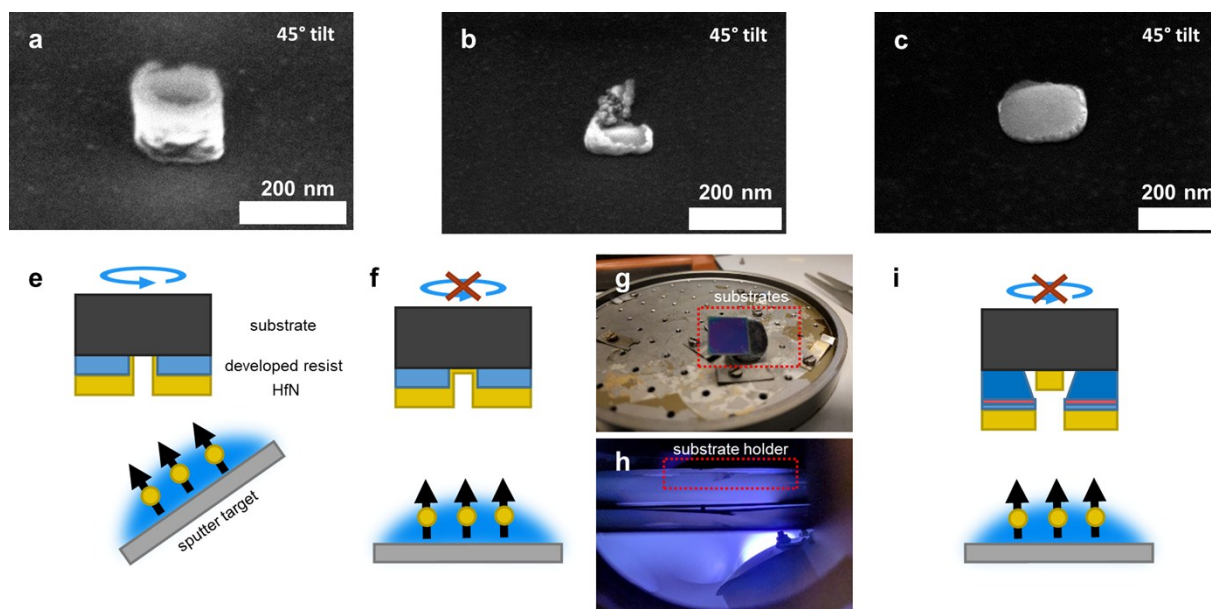 a
45° tilt
200 nm
b
45° tilt
200 nm
c
45° tilt
200 nm
e
substrate
developed resist
HfN
sputter target
f
g
substrates
h
substrate holder
i